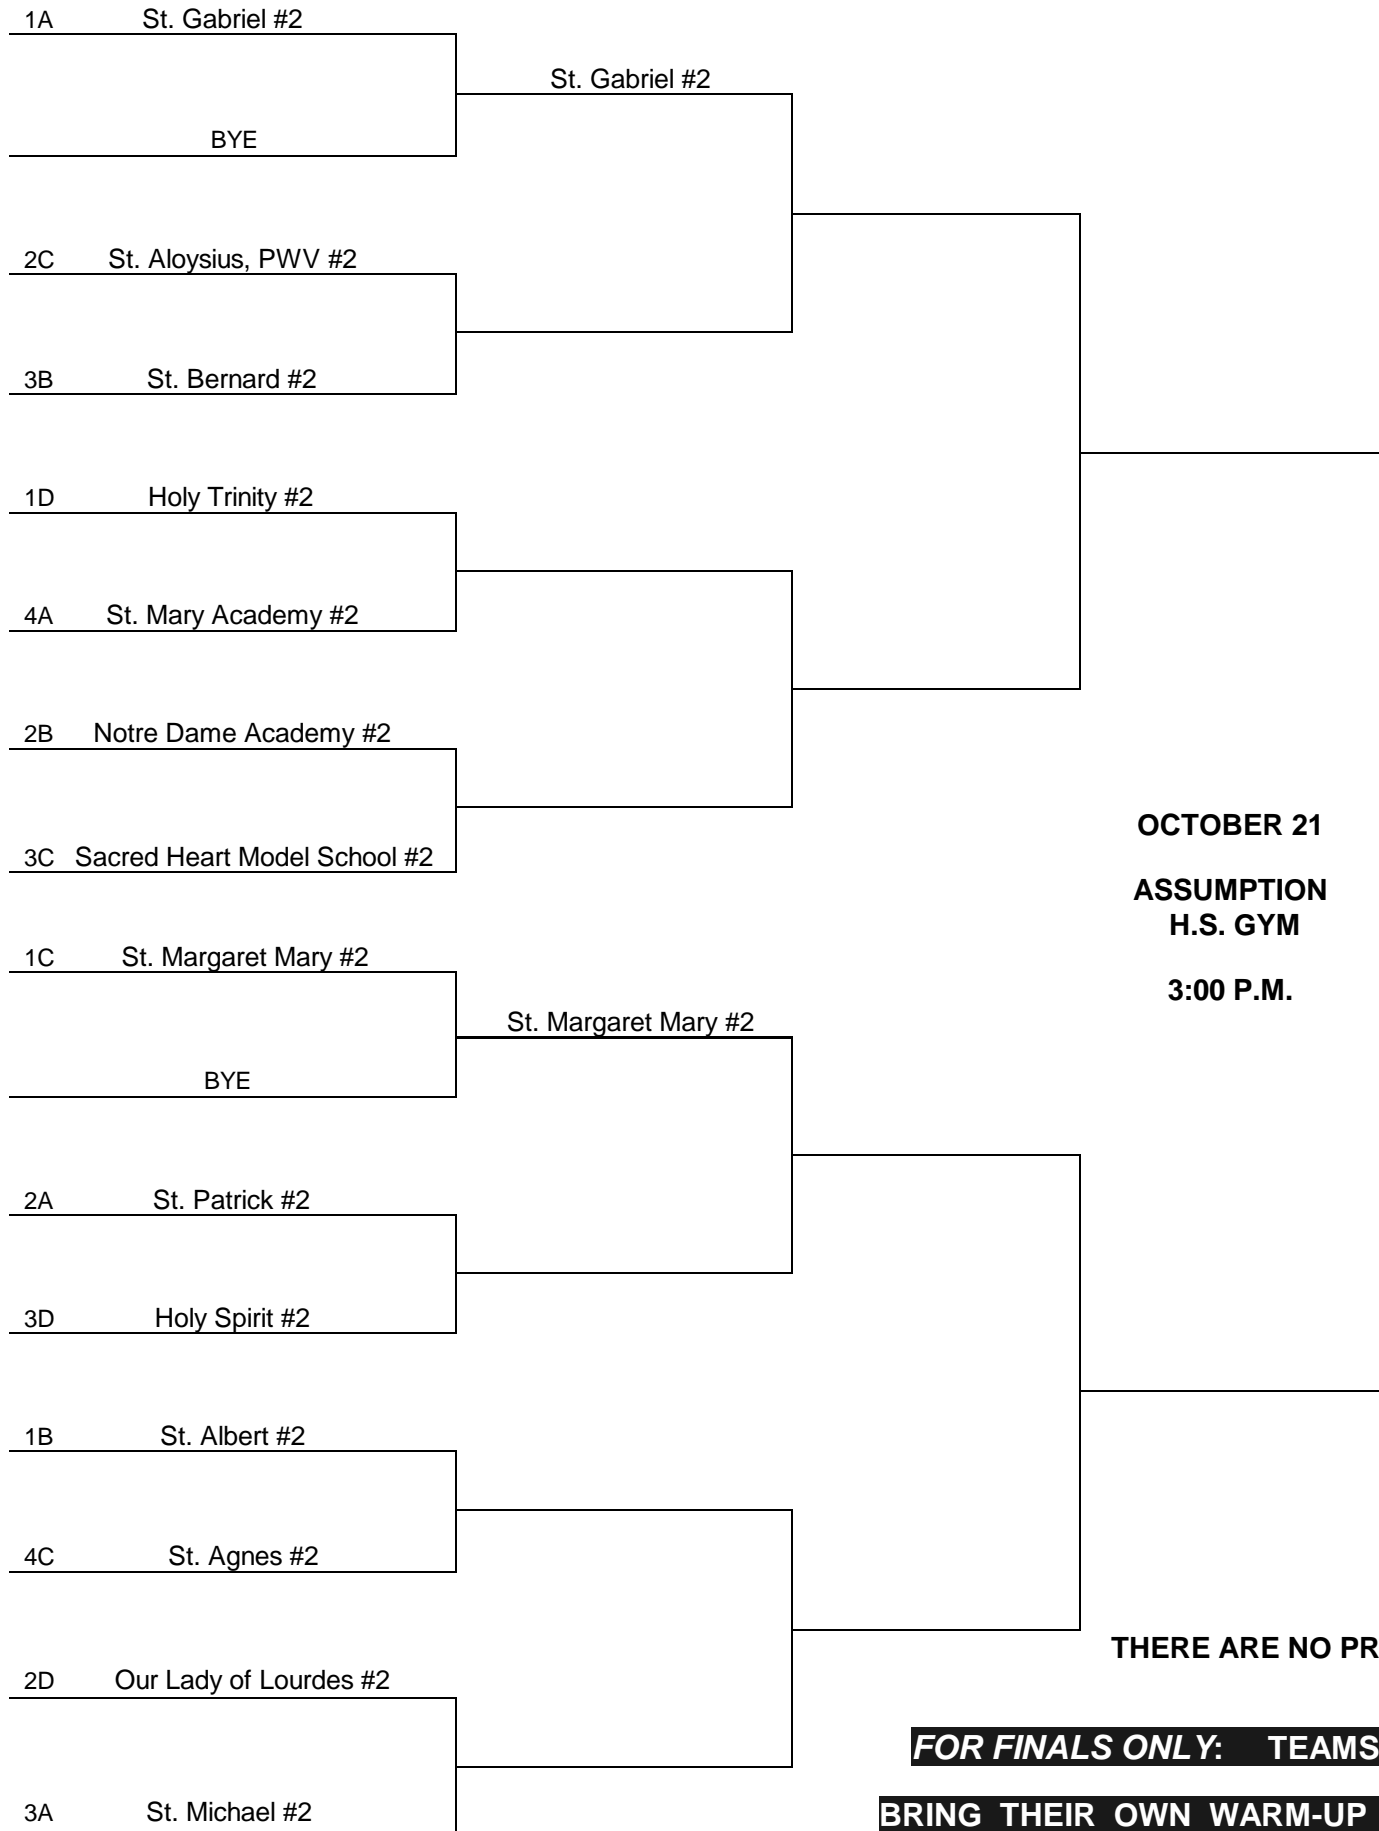 1A St. Gabriel #2
St. Gabriel #2
BYE
2C St. Aloysius, PWV #2
3B St. Bernard #2
1D Holy Trinity #2
4A St. Mary Academy #2
2B Notre Dame Academy #2
OCTOBER 21
3C Sacred Heart Model School #2
ASSUMPTION
H.S. GYM
1C St. Margaret Mary #2
3:00 P.M.
St. Margaret Mary #2
BYE
2A St. Patrick #2
3D Holy Spirit #2
1B St. Albert #2
4C St. Agnes #2
THERE ARE NO PR
2D Our Lady of Lourdes #2
FOR FINALS ONLY: TEAMS
3A St. Michael #2
BRING THEIR OWN WARM-UP